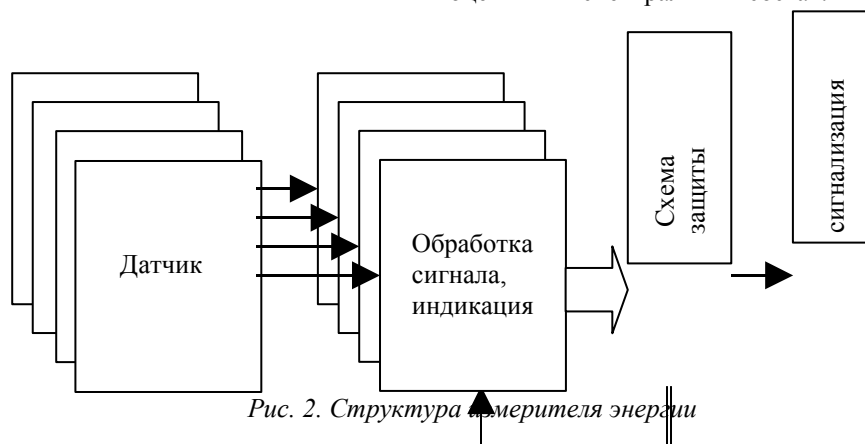 Датчик
Обработка
сигнала,
индикация
Схема
защиты
сигнализация
Рис. 2. Структура измерителя энергии